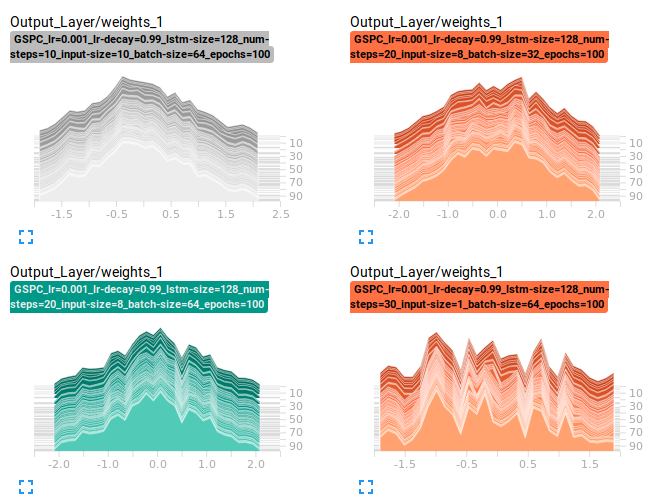 Output_Layer/weights_1
GSPC_lr=0.001_lr-decay=0.99_lstm-size=128_num-
steps=10_input-size=10_batch-size=64_epochs=100
10
30
50
70
90
-1.5 -0.5 0.5 1.5 2.5
Output_Layer/weights_1
GSPC_lr=0.001_lr-decay=0.99_lstm-size=128_num-
steps=20_input-size=8_batch-size=32_epochs=100
10
30
50
70
90
-2.0 -1.0 0.0 1.0 2.0
Output_Layer/weights_1
GSPC_lr=0.001_lr-decay=0.99_lstm-size=128_num-
steps=20_input-size=8_batch-size=64_epochs=100
10
30
50
70
90
-2.0 -1.0 0.0 1.0 2.0
Output_Layer/weights_1
GSPC_lr=0.001_lr-decay=0.99_lstm-size=128_num-
steps=30_input-size=1_batch-size=64_epochs=100
10
30
50
70
90
-1.5 -0.5 0.5 1.5